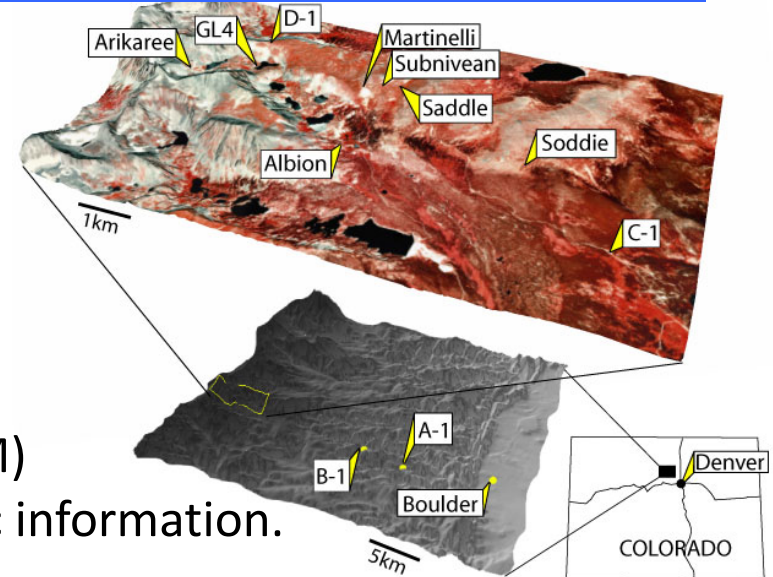 D-1
GL4
Arikaree
Martinelli
Subnivean
Saddle
Soddie
Albion
C-1
1km
A-1
B-1
Boulder
5km
Denver
COLORADO
information.